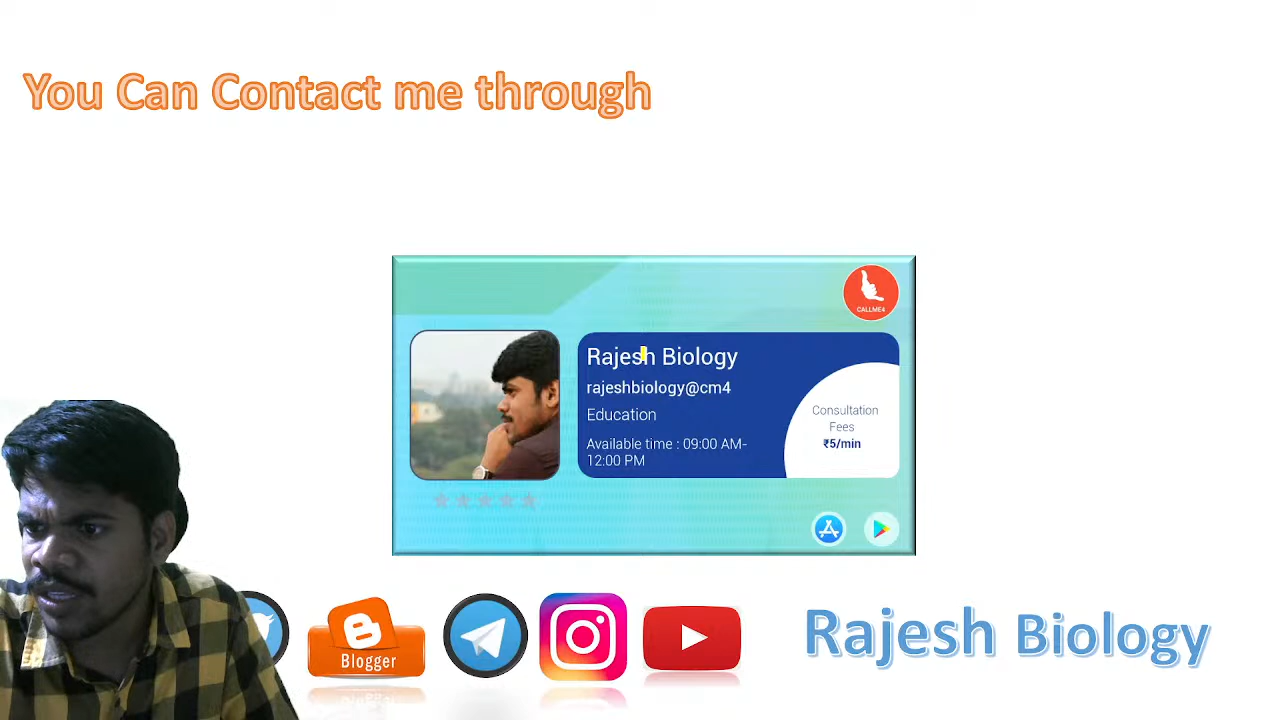 You Can Contact me through
CALLME4
Rajesh Biology
rajeshbiology@cm4
Education
Available time : 09:00 AM-
12:00 PM
Consultation
Fees
₹5/min
Blogger
Rajesh Biology